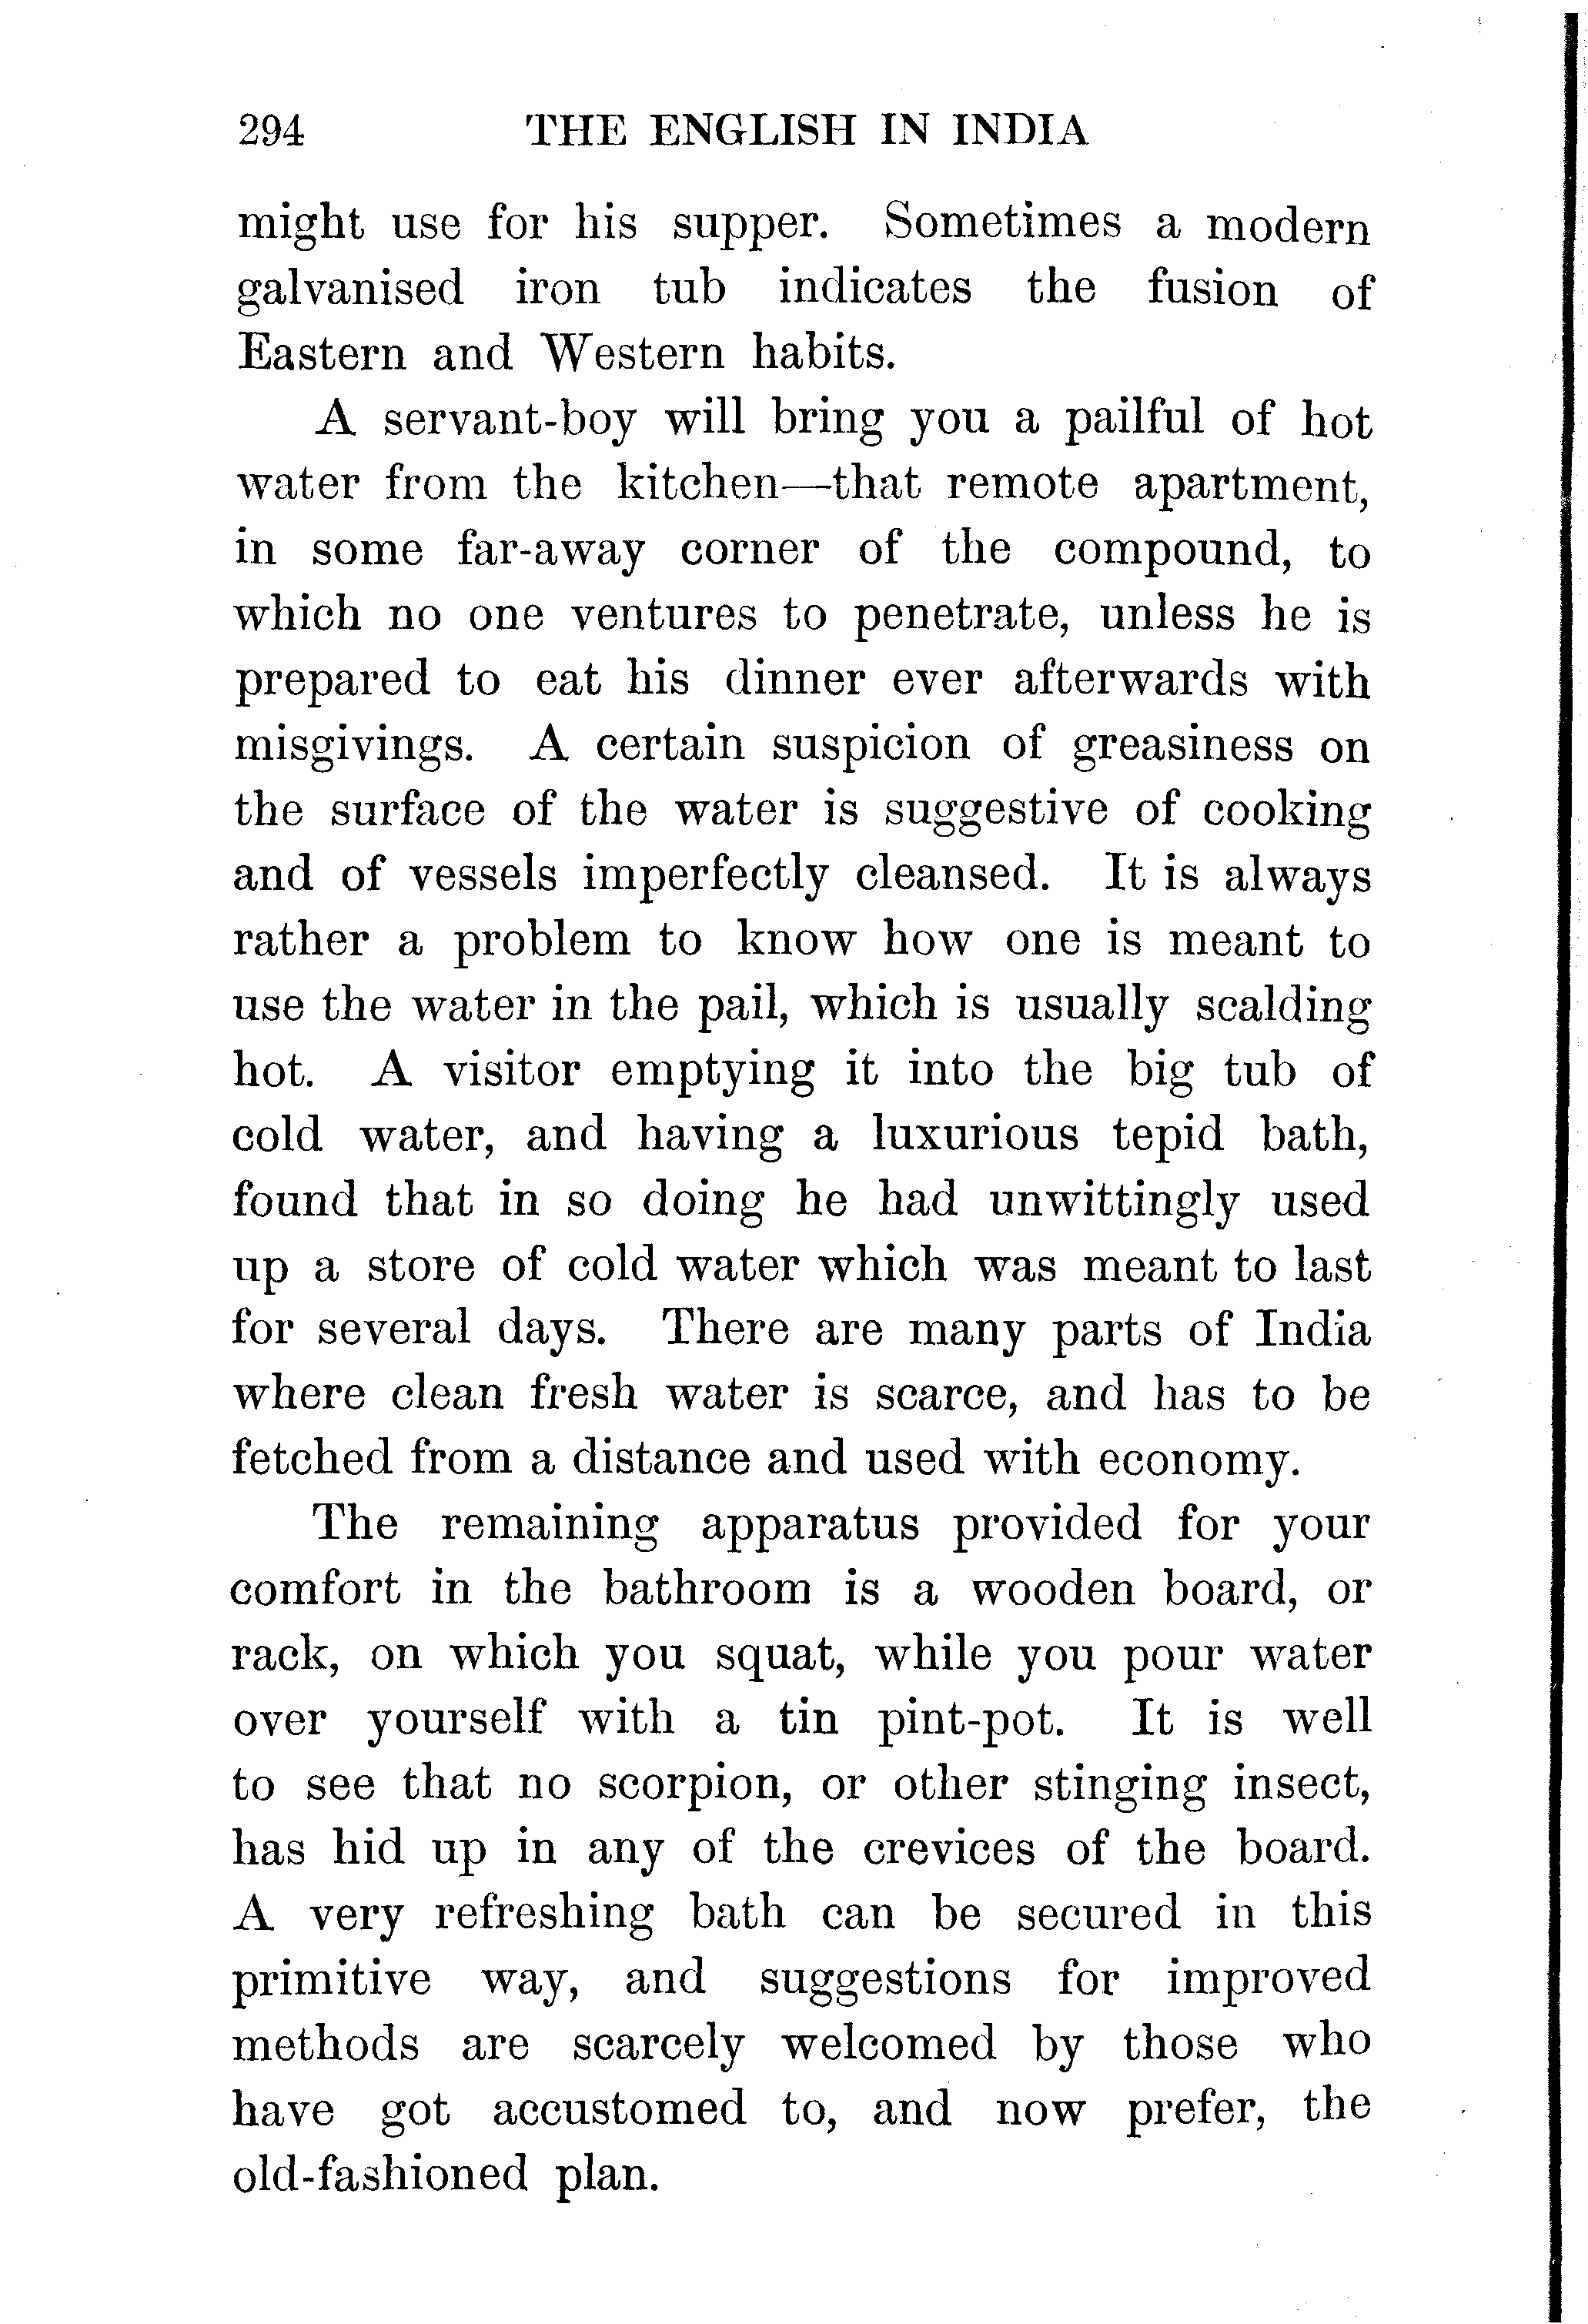 294 THE ENGLISH IN INDIA
might use for his supper. Sometimes a modern
galvanised iron tub indicates the fusion of
Eastern and Western habits.
A servant-boy will bring you a pailful of hot
water from the kitchen—that remote apartment,
in some far-away corner of the compound, to
which no one ventures to penetrate, unless he is
prepared to eat his dinner ever afterwards with
misgivings. A certain suspicion of greasiness on
the surface of the water is suggestive of cooking
and of vessels imperfectly cleansed. It is always
rather a problem to know how one is meant to
use the water in the pail, which is usually scalding
hot. A visitor emptying it into the big tub of
cold water, and having a luxurious tepid bath,
found that in so doing he had unwittingly used
up a store of cold water which was meant to last
for several days. There are many parts of India
where clean fresh water is scarce, and has to be
fetched from a distance and used with economy.
The remaining apparatus provided for your
comfort in the bathroom is a wooden board, or
rack, on which you squat, while you pour water
over yourself with a tin pint-pot. It is well
to see that no scorpion, or other stinging insect,
has hid up in any of the crevices of the board.
A very refreshing bath can be secured in this
primitive way, and suggestions for improved
methods are scarcely welcomed by those who
have got accustomed to, and now prefer, the
old-fashioned plan.